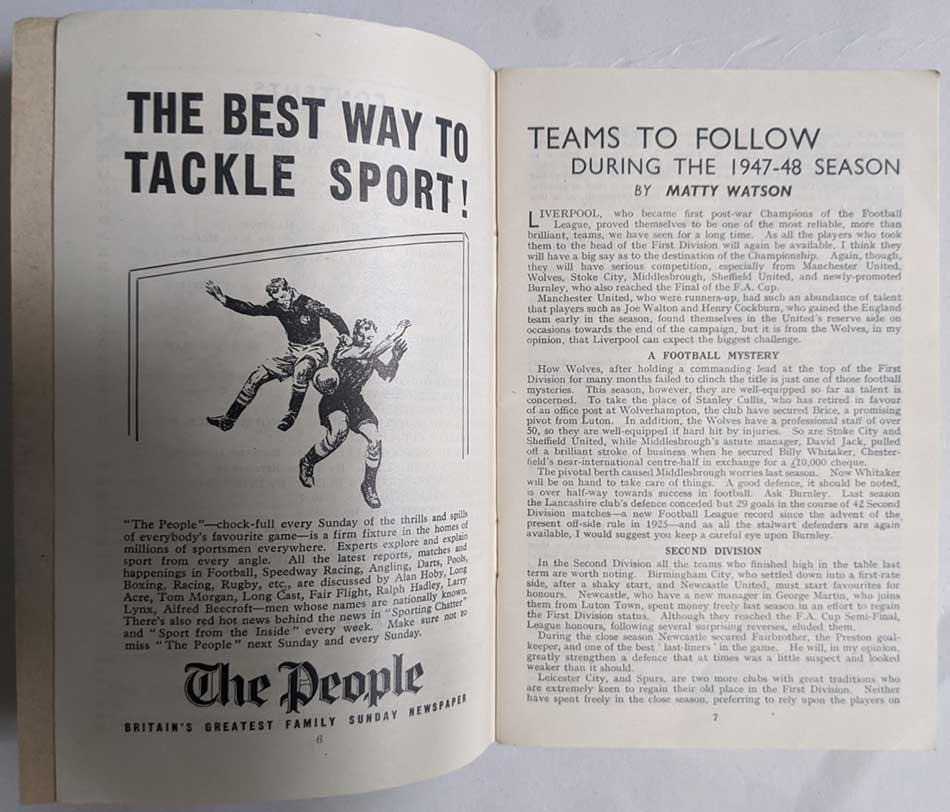 THE BEST WAY TO
TACKLE SPORT!
"The People"—chock-full every Sunday of the thrills and spills
of everybody's favourite game—is a firm fixture in the homes of
millions of sportsmen everywhere. Experts explore and explain
sport from every angle. All the latest reports, matches and
happenings in Football, Speedway Racing, Angling, Darts, Pools,
Boxing, Racing, Rugby, etc., are discussed by Alan Hoby, Long
Acre, Tom Morgan, Long Cast, Fair Flight, Ralph Hadley, Larry
Lynx, Alfred Beecroft—men whose names are nationally known.
There's also red hot news behind the news in "Sporting Chatter"
and "Sport from the Inside" every week. Make sure not to
miss "The People" next Sunday and every Sunday.
The People
BRITAIN'S GREATEST FAMILY SUNDAY NEWSPAPER
6
TEAMS TO FOLLOW
DURING THE 1947-48 SEASON
BY MATTY WATSON
LIVERPOOL, who became first post-war Champions of the Football
League, proved themselves to be one of the most reliable, more than
brilliant, teams, we have seen for a long time. As all the players who took
them to the head of the First Division will again be available, I think they
will have a big say as to the destination of the Championship. Again, though,
they will have serious competition, especially from Manchester United,
Wolves, Stoke City, Middlesbrough, Sheffield United, and newly-promoted
Burnley, who also reached the Final of the F.A. Cup.
Manchester United, who were runners-up, had such an abundance of talent
that players such as Joe Walton and Henry Cockburn, who gained the England
team early in the season, found themselves in the United's reserve side on
occasions towards the end of the campaign, but it is from the Wolves, in my
opinion, that Liverpool can expect the biggest challenge.
A FOOTBALL MYSTERY
How Wolves, after holding a commanding lead at the top of the First
Division for many months failed to clinch the title is just one of those football
mysteries. This season, however, they are well-equipped so far as talent is
concerned. To take the place of Stanley Cullis, who has retired in favour
of an office post at Wolverhampton, the club have secured Brice, a promising
pivot from Luton. In addition, the Wolves have a professional staff of over
50, so they are well-equipped if hard hit by injuries. So are Stoke City and
Sheffield United, while Middlesbrough's astute manager, David Jack, pulled
off a brilliant stroke of business when he secured Billy Whitaker, Chester-
field's near-international centre-half in exchange for a £10,000 cheque.
The pivotal berth caused Middlesbrough worries last season. Now Whitaker
will be on hand to take care of things. A good defence, it should be noted,
is over half-way towards success in football. Ask Burnley. Last season
the Lancashire club's defence conceded but 29 goals in the course of 42 Second
Division matches—a new Football League record since the advent of the
present off-side rule in 1925—and as all the stalwart defenders are again
available, I would suggest you keep a careful eye upon Burnley.
SECOND DIVISION
In the Second Division all the teams who finished high in the table last
term are worth noting. Birmingham City, who settled down into a first-rate
side, after a shaky start, and Newcastle United, must start favourites for
honours. Newcastle, who have a new manager in George Martin, who joins
them from Luton Town, spent money freely last season in an effort to regain
the First Division status. Although they reached the F.A. Cup Semi-Final,
League honours, following several surprising reverses, eluded them.
During the close season Newcastle secured Fairbrother, the Preston goal-
keeper, and one of the best 'last-liners' in the game. He will, in my opinion,
greatly strengthen a defence that at times was a little suspect and looked
weaker than it should.
Leicester City, and Spurs, are two more clubs with great traditions who
are extremely keen to regain their old place in the First Division. Neither
have spent freely in the close season, preferring to rely upon the players on
7